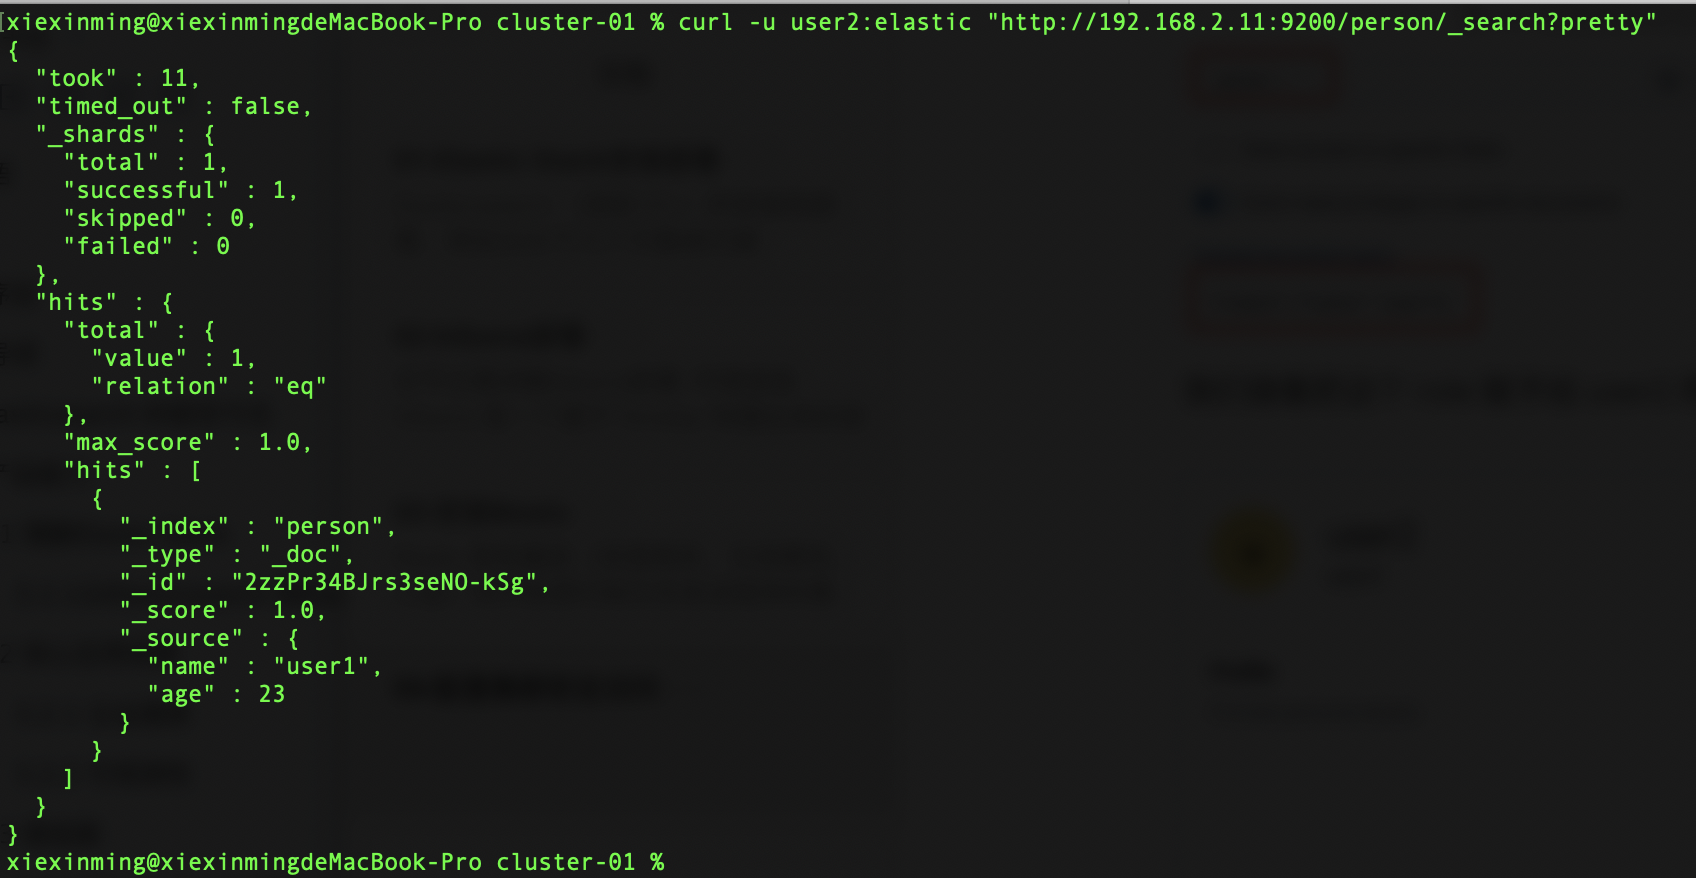 xiexinming@xiexinmingdeMacBook-Pro cluster-01 % curl -u user2:elastic "http://192.168.2.11:9200/person/_search?pretty"
{
  "took" : 11,
  "timed_out" : false,
  "_shards" : {
    "total" : 1,
    "successful" : 1,
    "skipped" : 0,
    "failed" : 0
  },
  "hits" : {
    "total" : {
      "value" : 1,
      "relation" : "eq"
    },
    "max_score" : 1.0,
    "hits" : [
      {
        "_index" : "person",
        "_type" : "_doc",
        "_id" : "2zzPr34BJrs3seNO-kSg",
        "_score" : 1.0,
        "_source" : {
          "name" : "user1",
          "age" : 23
        }
      }
    ]
  }
}
xiexinming@xiexinmingdeMacBook-Pro cluster-01 %